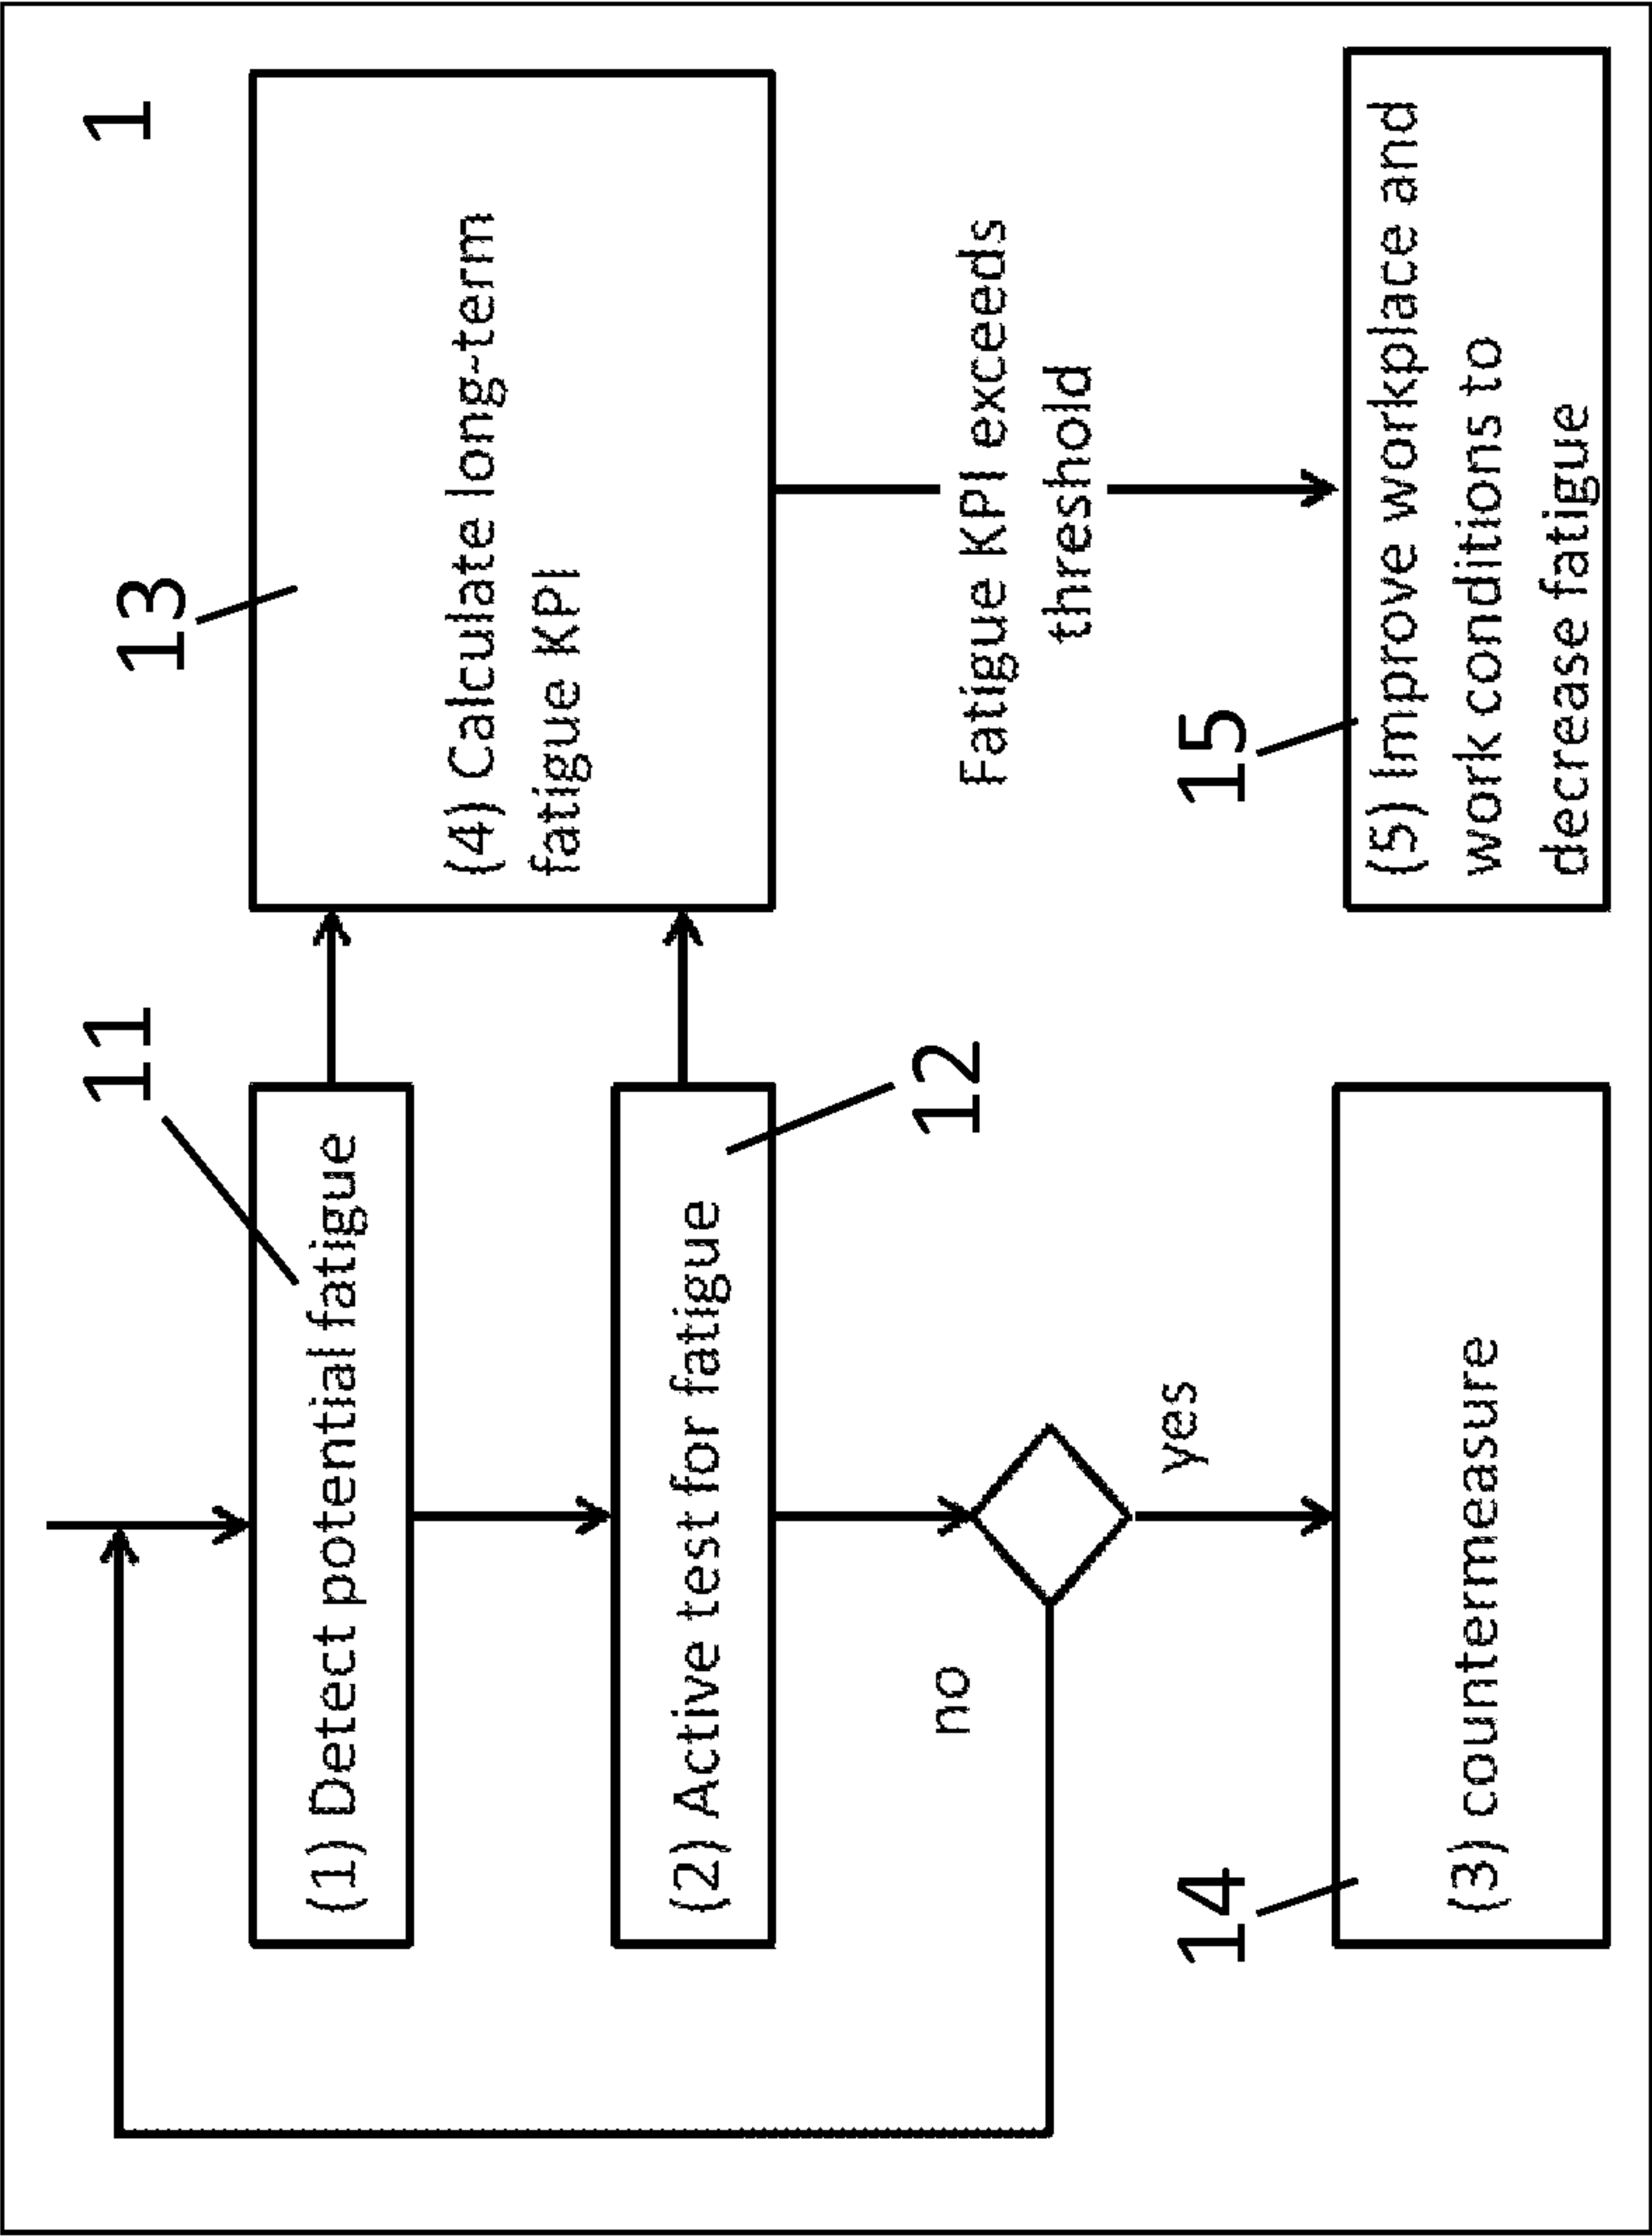 1
11
(1) Detect potential fatigue
13
(4) Calculate long-term
fatigue KPI
(2) Active test for fatigue
12
no
yes
Fatigue KPI exceeds
threshold
14
(3) countermeasure
15
(5) Improve workplace and
work conditions to
decrease fatigue